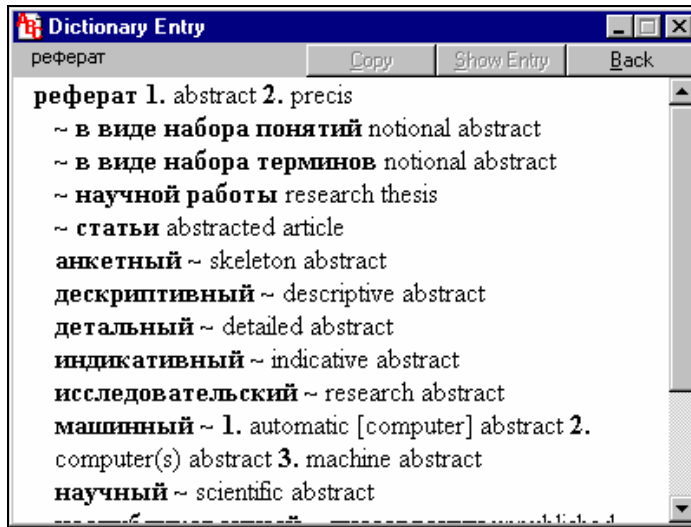 Dictionary Entry
реферат Copy Show Entry Back
реферат 1. abstract 2. precis
~ в виде набора понятий notional abstract
~ в виде набора терминов notional abstract
~ научной работы research thesis
~ статьи abstracted article
анкетный ~ skeleton abstract
дескриптивный ~ descriptive abstract
детальный ~ detailed abstract
индикативный ~ indicative abstract
исследовательский ~ research abstract
машинный ~ 1. automatic [computer] abstract 2.
computer(s) abstract 3. machine abstract
научный ~ scientific abstract